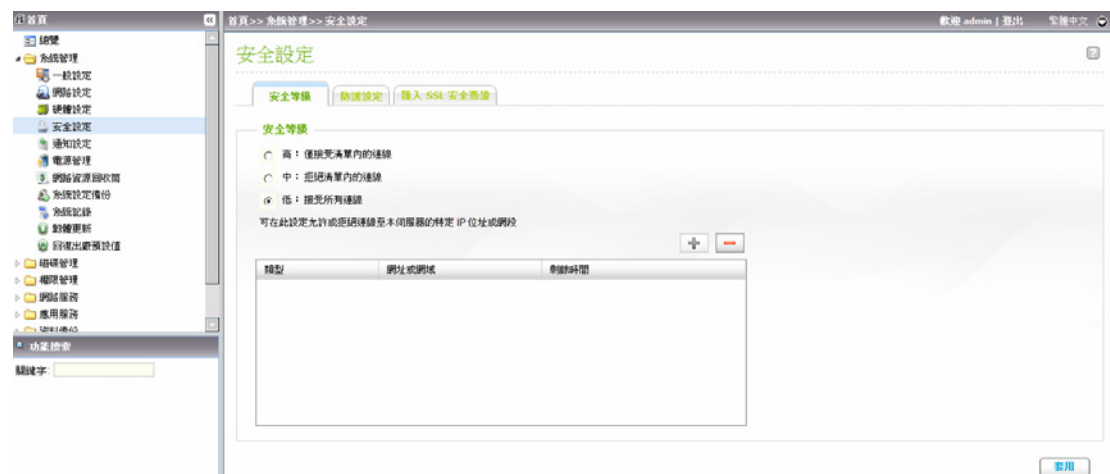 首頁
首頁>> 系統管理>> 安全設定
歡迎 admin | 登出
繁體中文
總覽
系統管理
一般設定
網路設定
硬體設定
安全設定
通知設定
電源管理
網路資源回收筒
系統設定備份
系統記錄
韌體更新
回復出廠預設值
磁碟管理
權限管理
網路服務
應用服務
資料備份
功能搜索
關鍵字:
安全設定
安全等級
防護設定
匯入 SSL 安全憑證
安全等級
高：僅接受清單內的連線
中：拒絕清單內的連線
低：接受所有連線
可在此設定允許或拒絕連線至本伺服器的特定 IP 位址或網段
類型
網址或網域
剩餘時間
套用